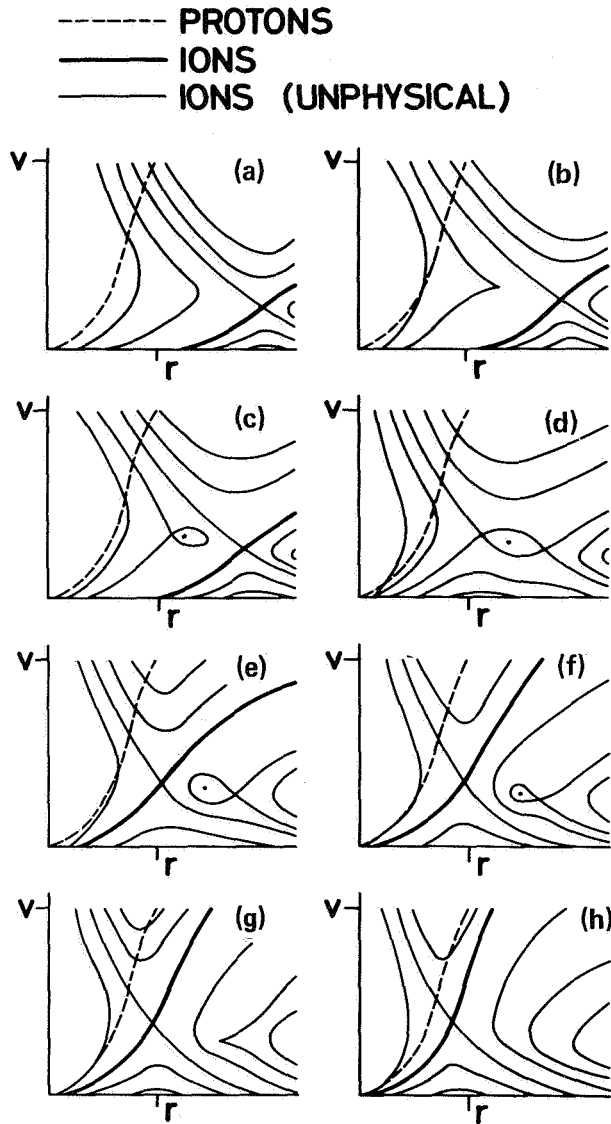 PROTONS
IONS
IONS (UNPHYSICAL)
v (a)
r
v (b)
r
v (c)
r
v (d)
r
v (e)
r
v (f)
r
v (g)
r
v (h)
r